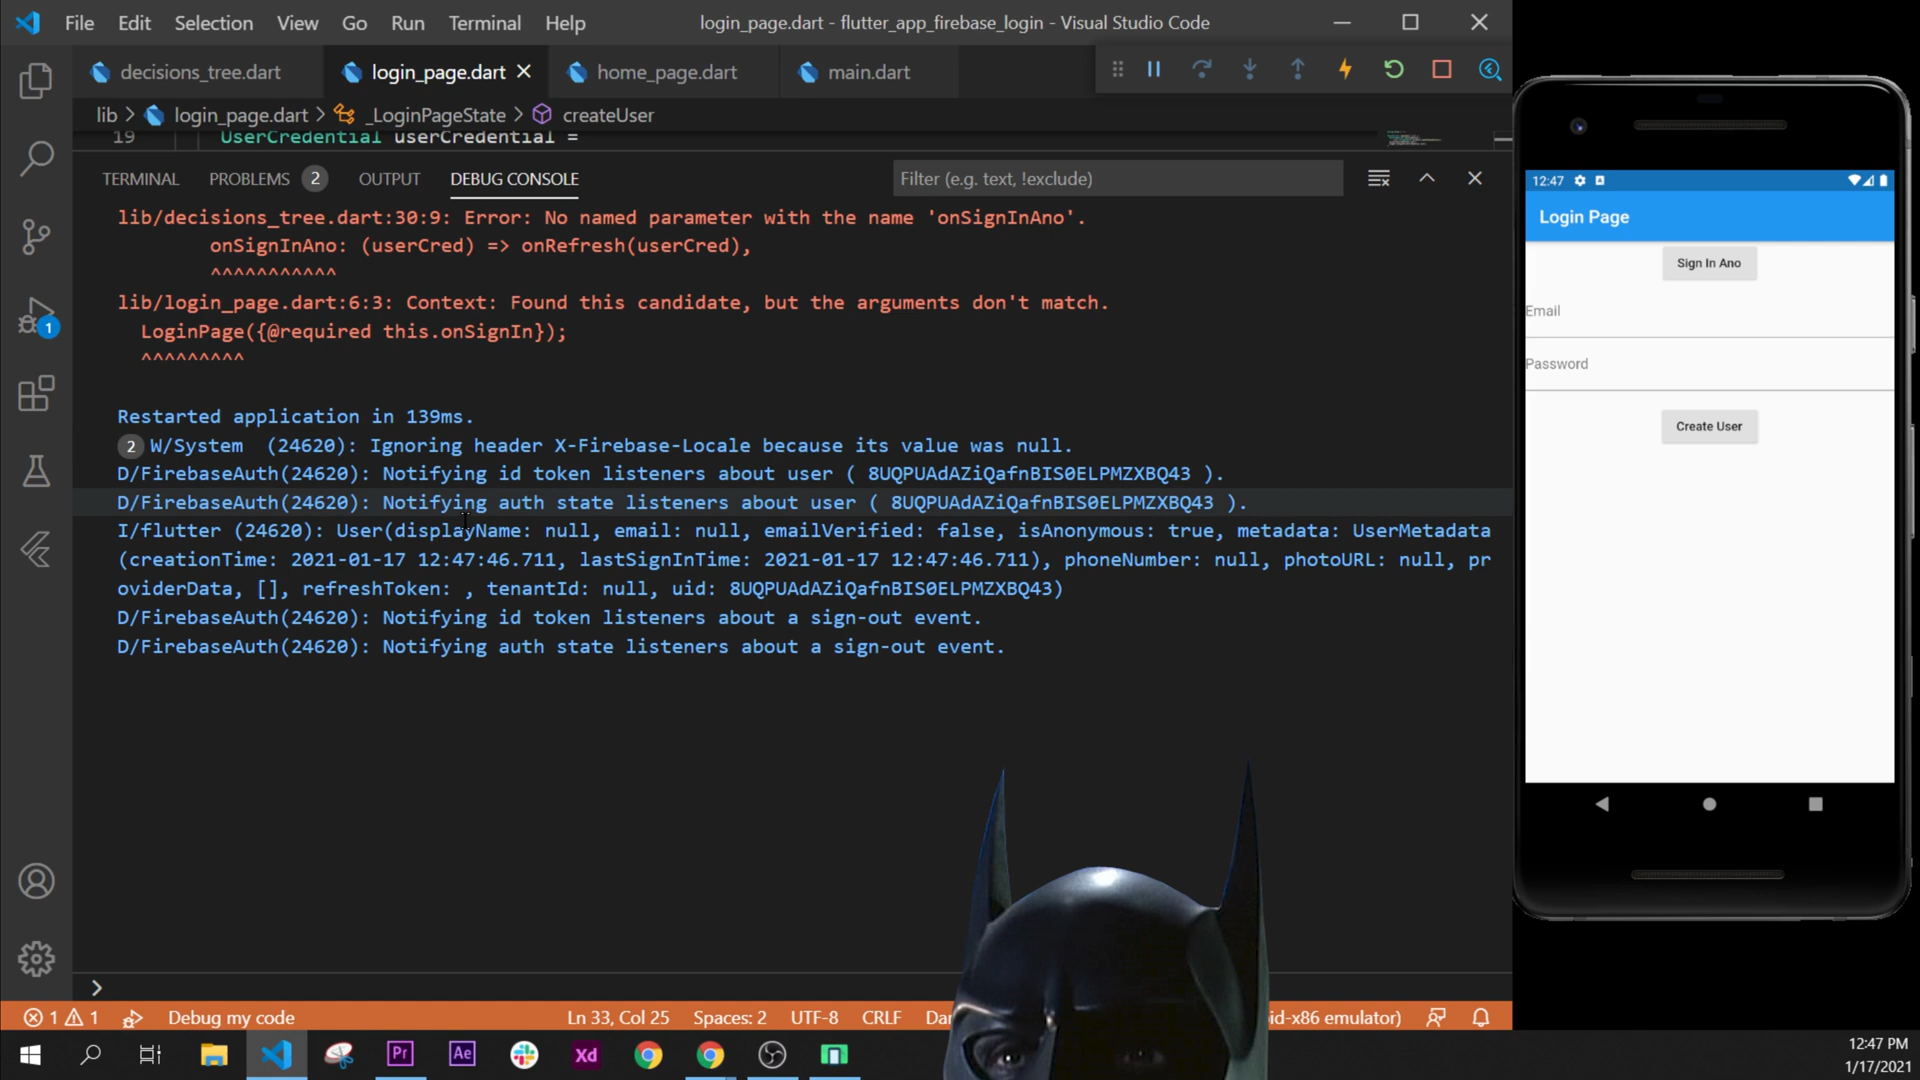 File Edit Selection View Go Run Terminal Help login_page.dart - flutter_app_firebase_login - Visual Studio Code
decisions_tree.dart login_page.dart home_page.dart main.dart
lib > login_page.dart > _LoginPageState > createUser
19 UserCredential userCredential =
TERMINAL PROBLEMS 2 OUTPUT DEBUG CONSOLE Filter (e.g. text, !exclude)
lib/decisions_tree.dart:30:9: Error: No named parameter with the name 'onSignInAno'.
onSignInAno: (userCred) => onRefresh(userCred),
^^^^^^^^^^^
lib/login_page.dart:6:3: Context: Found this candidate, but the arguments don't match.
LoginPage({@required this.onSignIn});
^^^^^^^^^
Restarted application in 139ms.
2 W/System (24620): Ignoring header X-Firebase-Locale because its value was null.
D/FirebaseAuth(24620): Notifying id token listeners about user ( 8UQPUAdAZiQafnBIS0ELPMZXBQ43 ).
D/FirebaseAuth(24620): Notifying auth state listeners about user ( 8UQPUAdAZiQafnBIS0ELPMZXBQ43 ).
I/flutter (24620): User(displayName: null, email: null, emailVerified: false, isAnonymous: true, metadata: UserMetadata
(creationTime: 2021-01-17 12:47:46.711, lastSignInTime: 2021-01-17 12:47:46.711), phoneNumber: null, photoURL: null, pr
oviderData, [], refreshToken: , tenantId: null, uid: 8UQPUAdAZiQafnBIS0ELPMZXBQ43)
D/FirebaseAuth(24620): Notifying id token listeners about a sign-out event.
D/FirebaseAuth(24620): Notifying auth state listeners about a sign-out event.
>
1
1 1 Debug my code Ln 33, Col 25 Spaces: 2 UTF-8 CRLF Dar id-x86 emulator)
Pr Ae Xd
12:47 PM
1/17/2021
12:47
Login Page
Sign In Ano
Email
Password
Create User